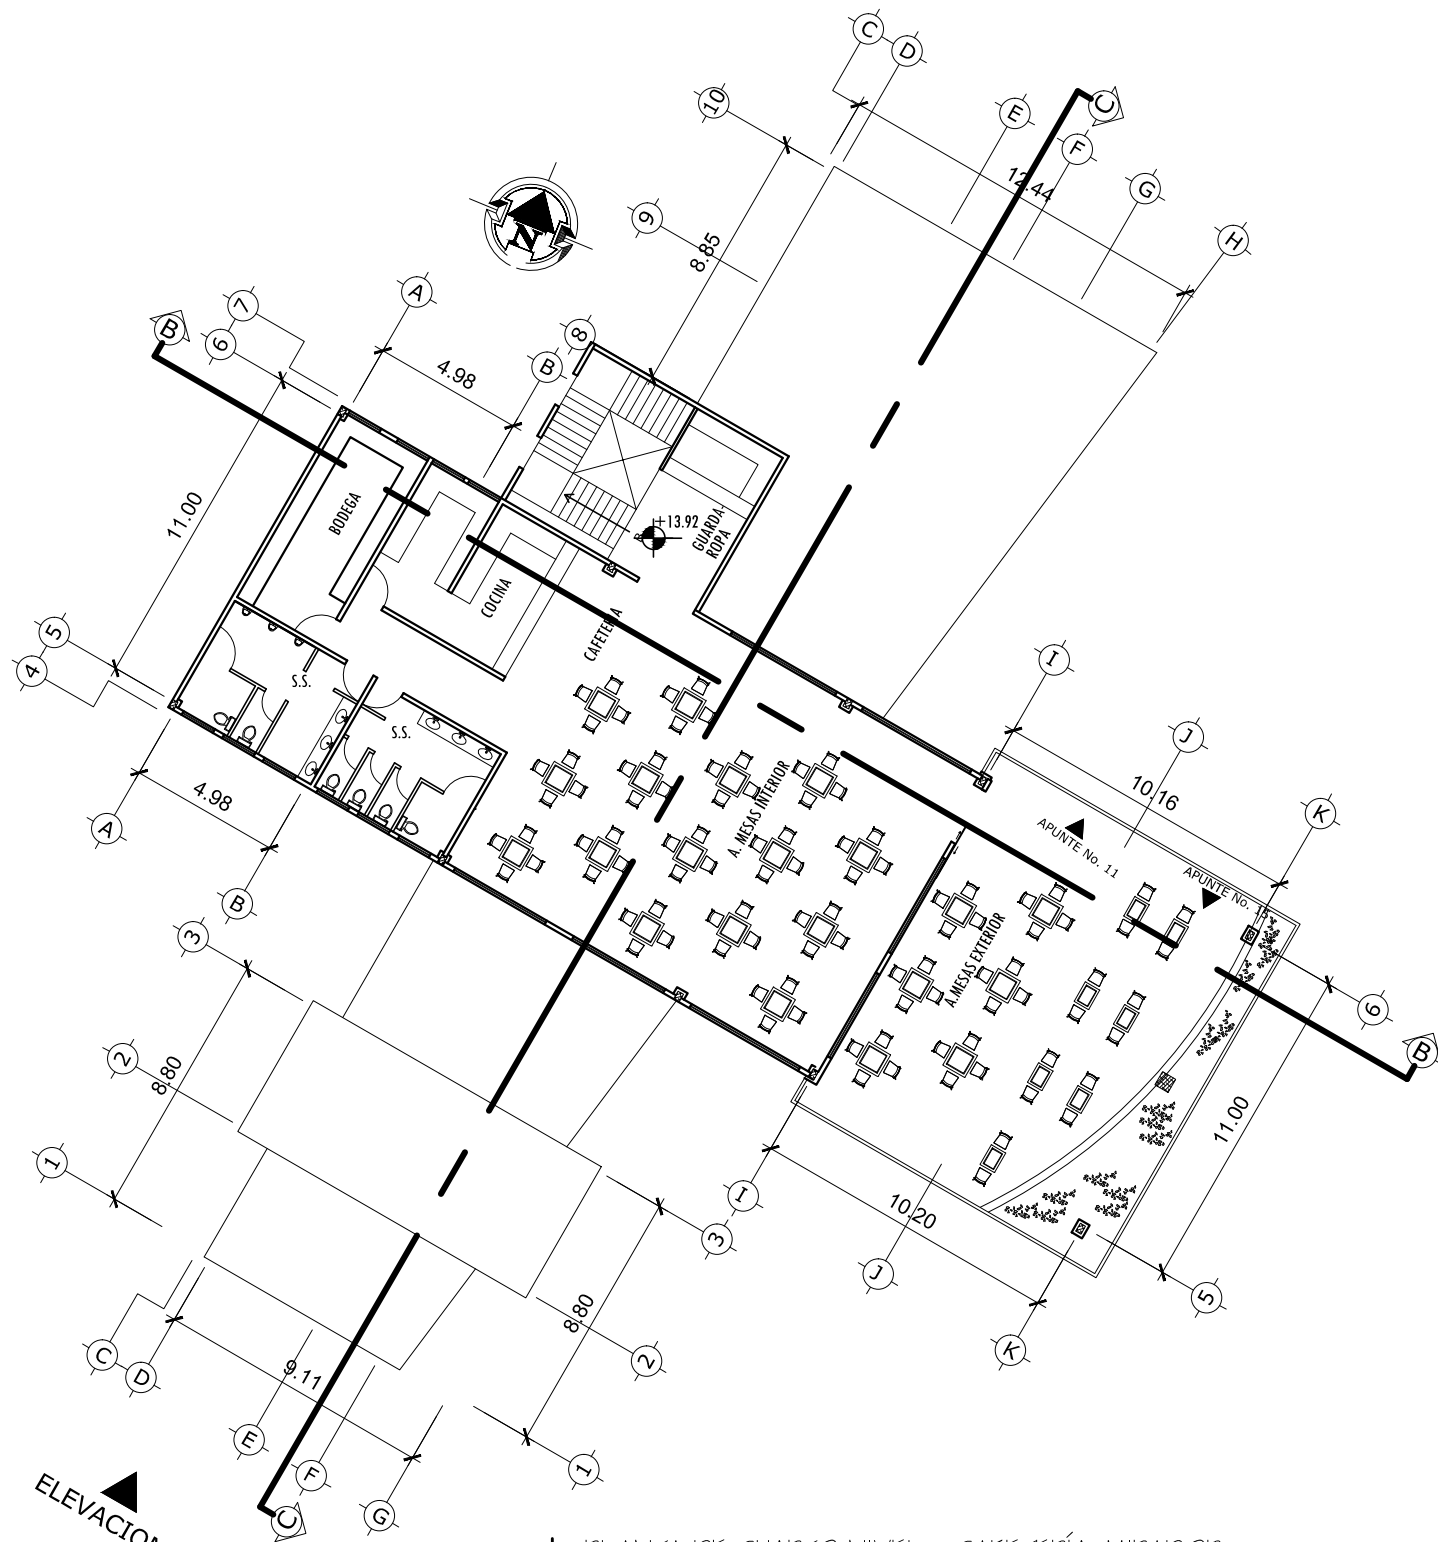 C
D
10
E
C
F
12.44
G
9
8.85
H
N
A
7
B
6
8
4.98
B
11.00
BODEGA
+13.92
GUARDA-
ROPA
COCINA
CAFETERIA
5
4
S.S.
S.S.
I
J
10.16
K
A. MESAS INTERIOR
APUNTE No. 11
APUNTE No. 15
4.98
A
B
A.MESAS EXTERIOR
3
6
B
2
8.80
11.00
1
I
10.20
3
J
5
8.80
K
C
D
2
9.11
E
F
1
G
C
ELEVACION